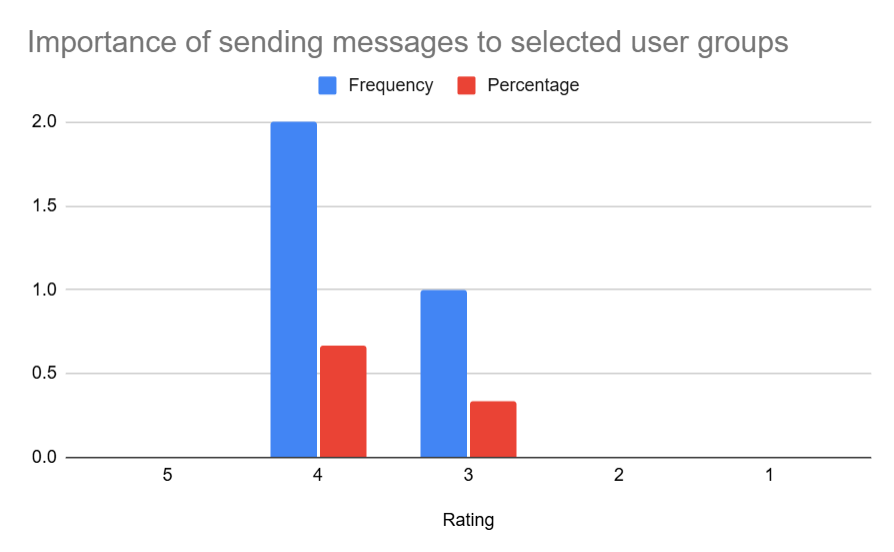 Importance of sending messages to selected user groups
Frequency Percentage
2.0
1.5
1.0
0.5
0.0
5 4 3 2 1
Rating